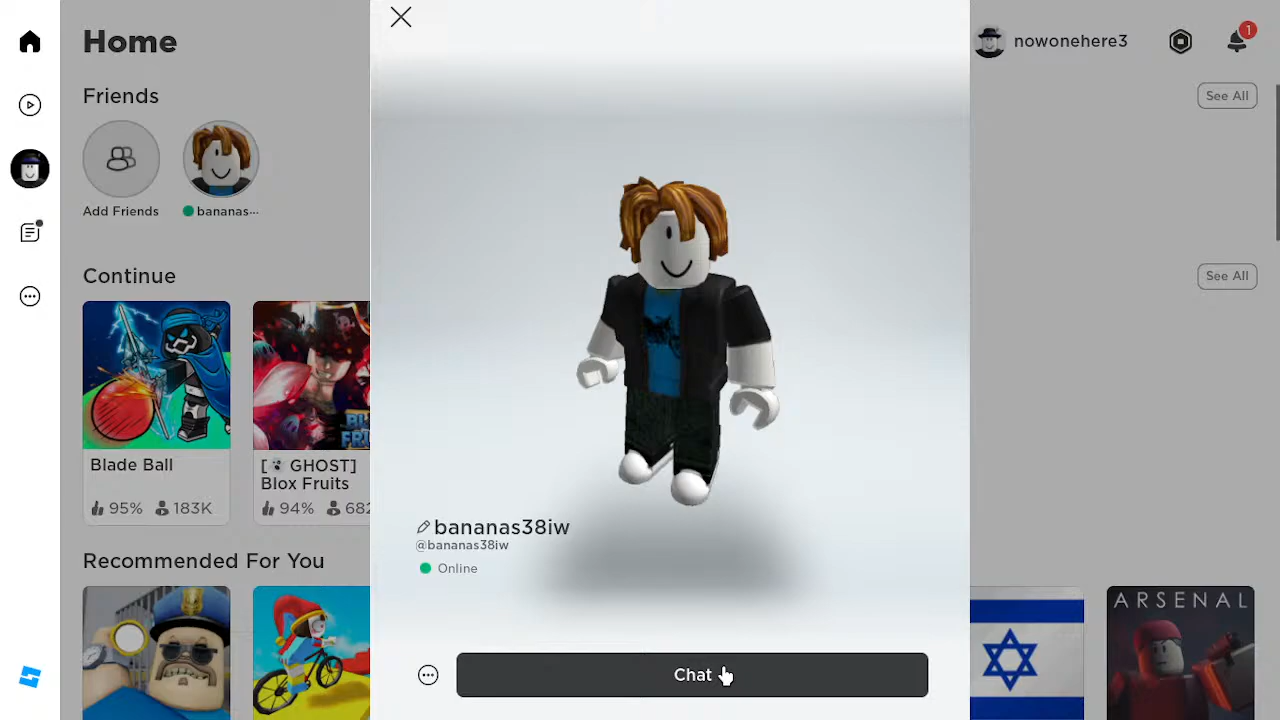 Home
nowonehere3
1
Friends
See All
Add Friends
bananas...
Continue
See All
Blade Ball
95% 183K
[ GHOST]
Blox Fruits
94% 682
bananas38iw
@bananas38iw
Online
Recommended For You
ARSENAL
Chat